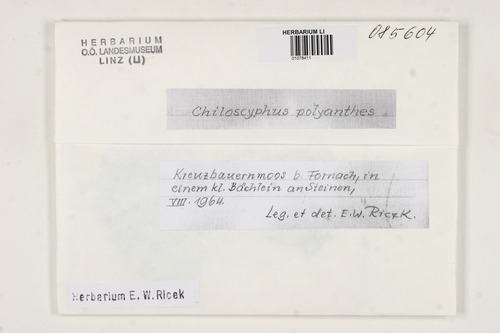 HERBARIUM
O.Ö. LANDESMUSEUM
LINZ (LI)
HERBARIUM LI
01078411
085604
Chiloscyphus polyanthes
Kreuzbauernmoos b. Fornach, in
einem kl. Bächlein an Steinen,
VIII. 1964.
Leg. et det. E.W. Ricek.
Herbarium E. W. Ricek